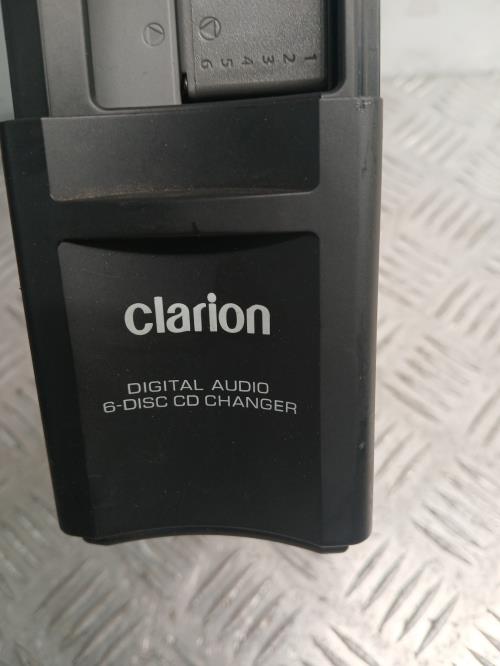 6 5 4 3 2 1
clarion
DIGITAL AUDIO
6-DISC CD CHANGER